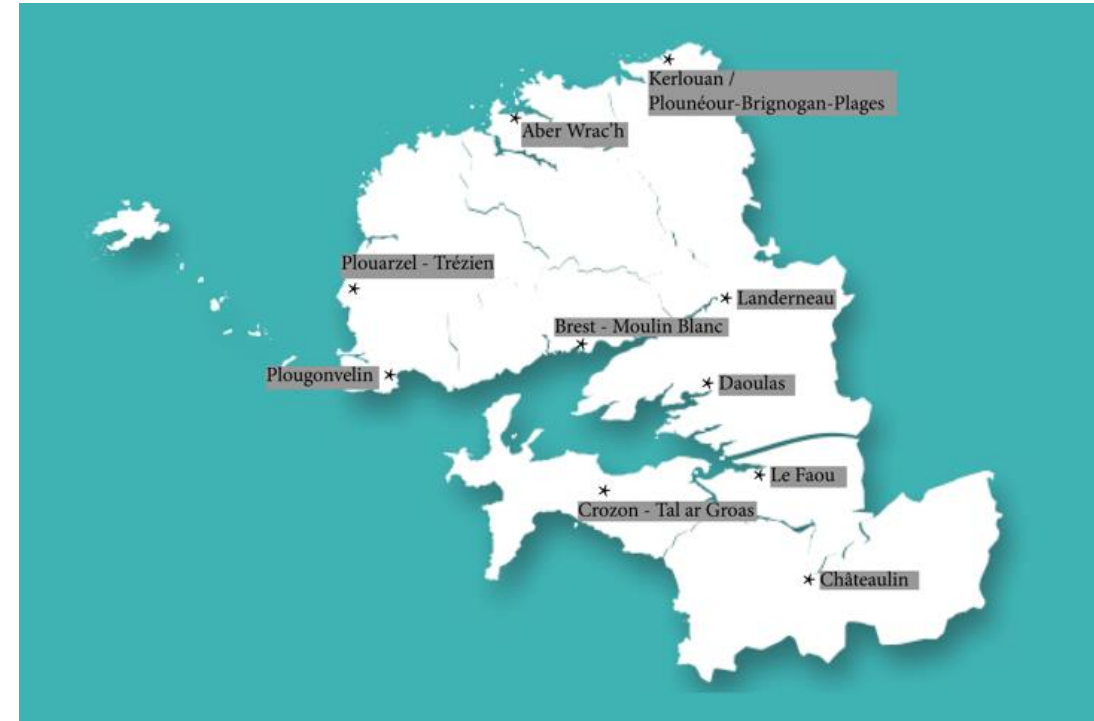 Kerlouan /
Plounéour-Brignogan-Plages
Aber Wrac'h
Plouarzel - Trézien
Landerneau
Brest - Moulin Blanc
Plougonvelin
Daoulas
Le Faou
Crozon - Tal ar Groas
Châteaulin